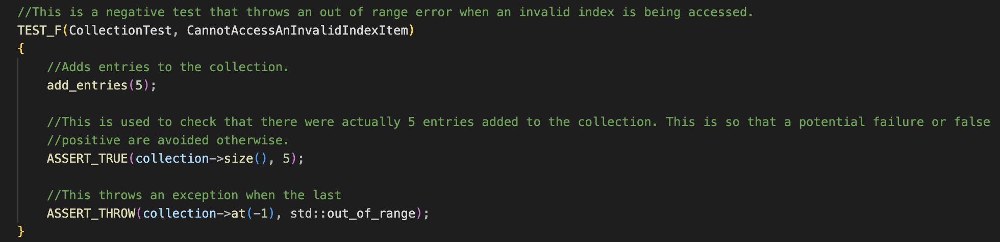 //This is a negative test that throws an out of range error when an invalid index is being accessed.
TEST_F(CollectionTest, CannotAccessAnInvalidIndexItem)
{
    //Adds entries to the collection.
    add_entries(5);
    //This is used to check that there were actually 5 entries added to the collection. This is so that a potential failure or false
    //positive are avoided otherwise.
    ASSERT_TRUE(collection->size(), 5);
    //This throws an exception when the last
    ASSERT_THROW(collection->at(-1), std::out_of_range);
}